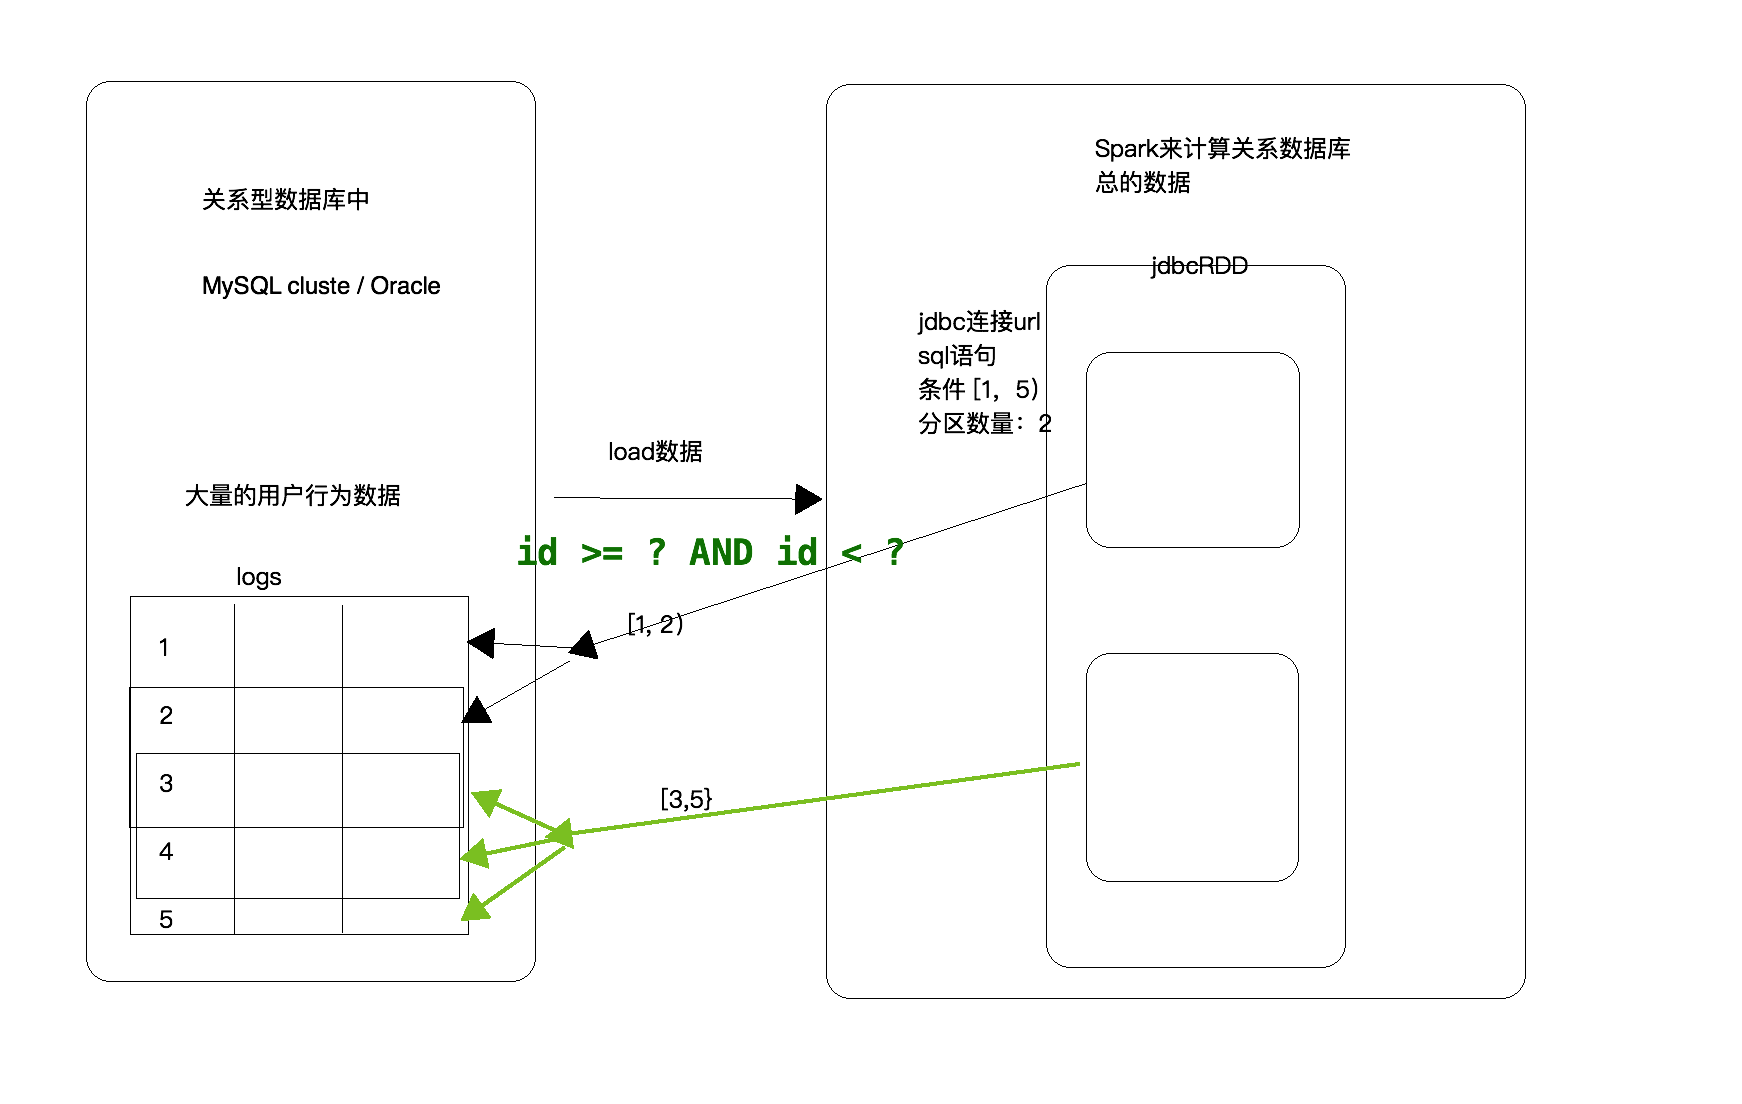 关系型数据库中
MySQL cluste / Oracle
大量的用户行为数据
logs
1
2
3
4
5
load数据
id >= ? AND id < ?
[1, 2)
[3,5}
Spark来计算关系数据库
总的数据
jdbcRDD
jdbc连接url
sql语句
条件 [1，5)
分区数量：2